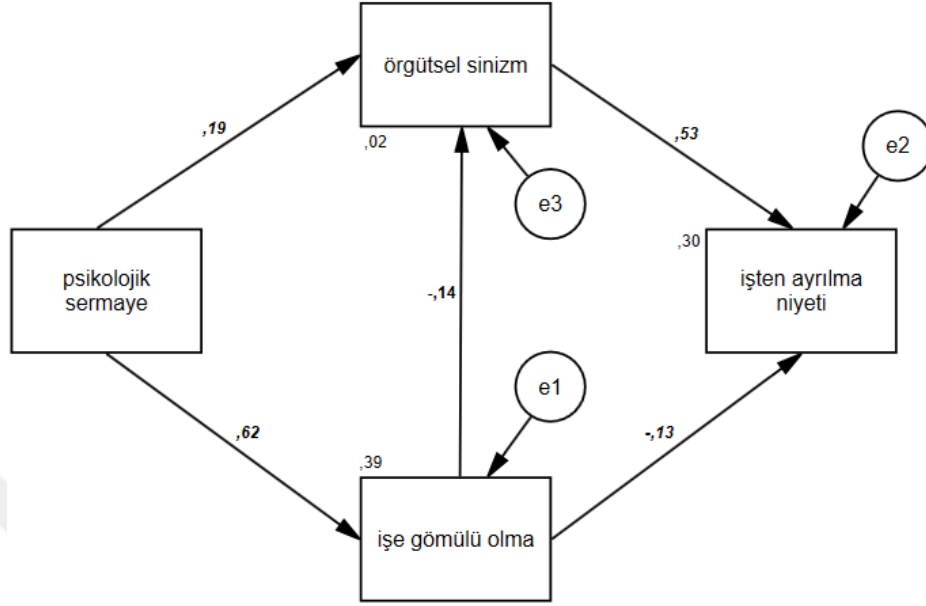 örgütsel sinizm
,19
,02
,53
e2
e3
psikolojik
sermaye
,30
işten ayrılma
niyeti
-,14
e1
,62
-,13
,39
işe gömülü olma